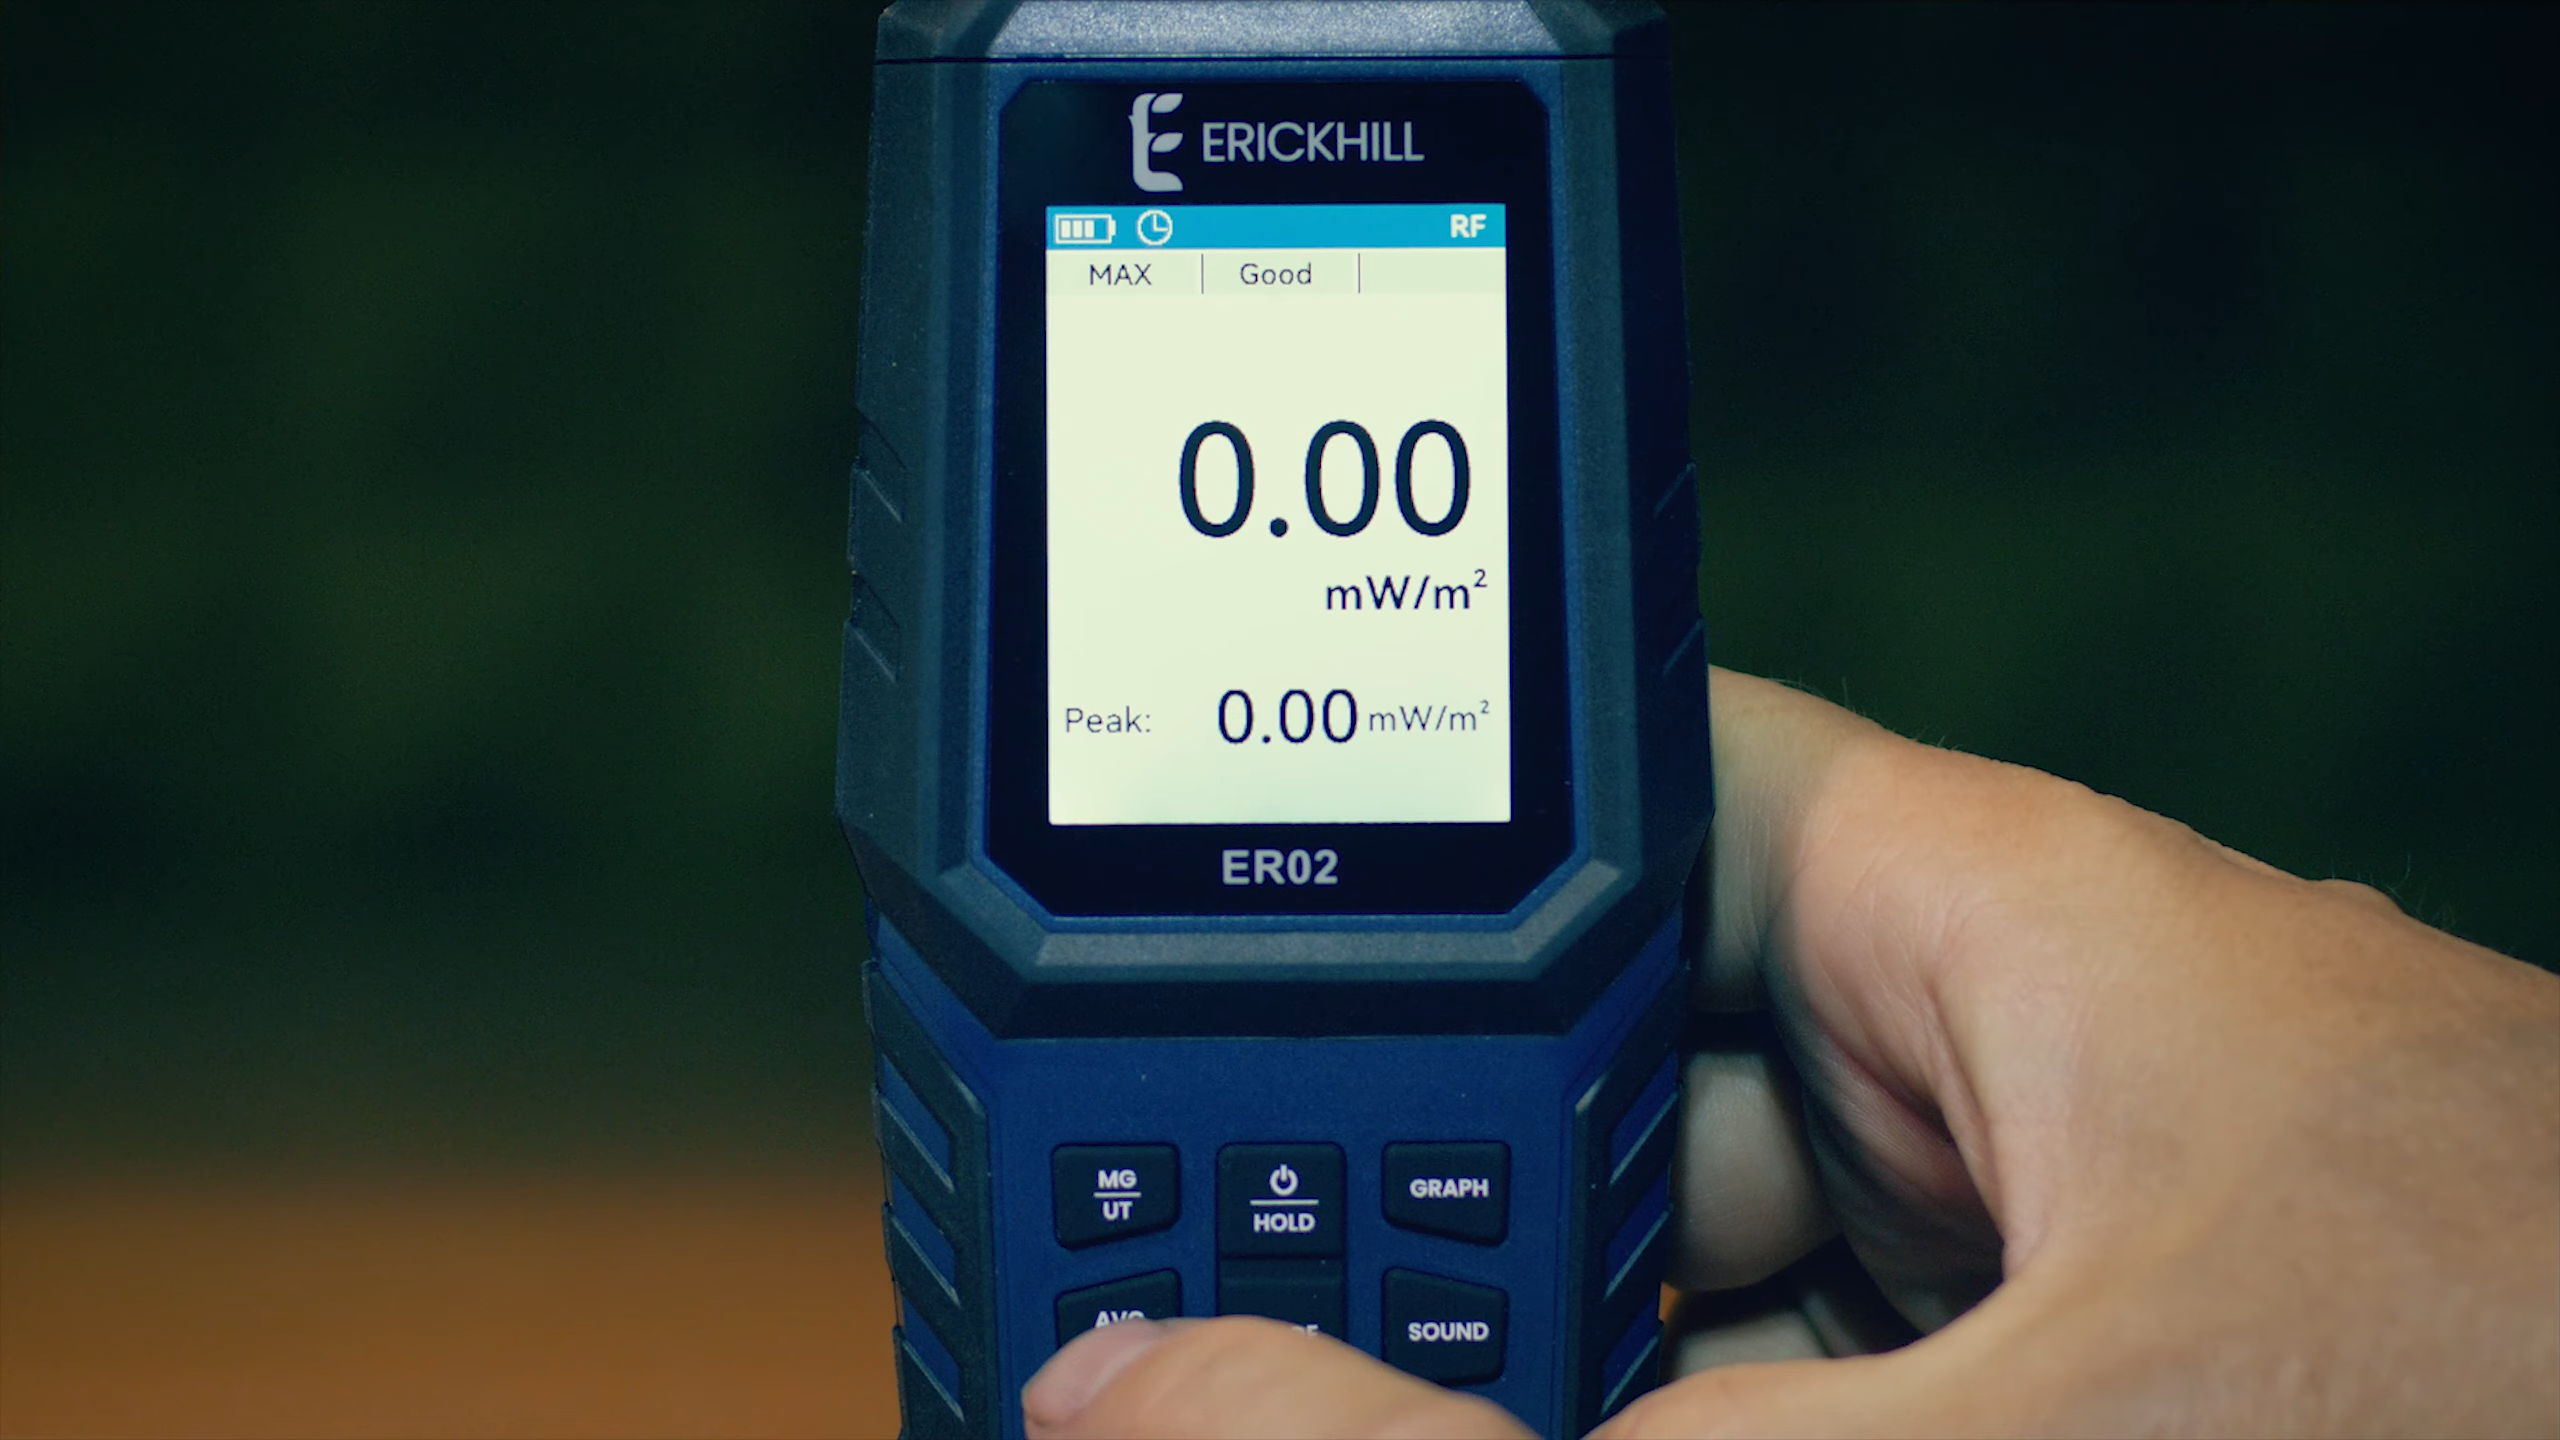 ERICKHILL
RF
MAX Good
0.00
mW/m²
Peak: 0.00 mW/m²
ER02
MG
UT
HOLD
GRAPH
AVG
SOUND